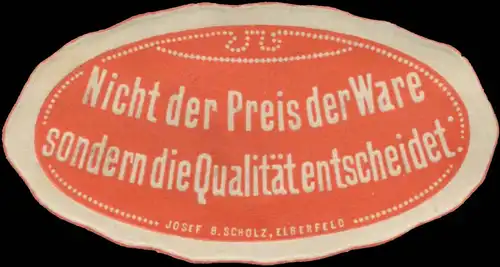 Nicht der Preis der Ware
sondern die Qualität entscheidet.
JOSEF B. SCHOLZ, ELBERFELD